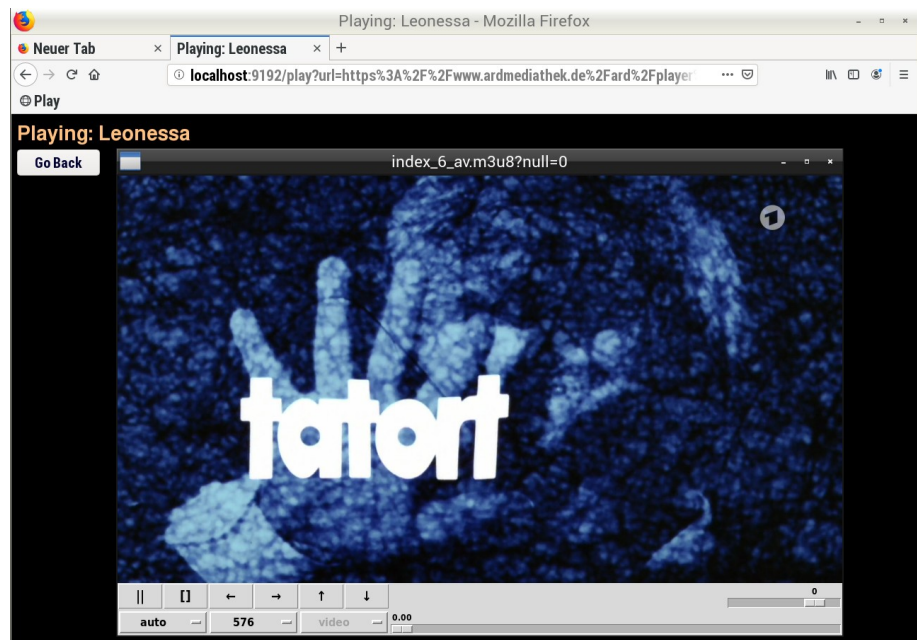 Playing: Leonessa - Mozilla Firefox
Neuer Tab × Playing: Leonessa × +
localhost:9192/play?url=https%3A%2F%2Fwww.ardmediathek.de%2Fard%2Fplayer
Play
Playing: Leonessa
Go Back
index_6_av.m3u8?null=0
1
tatort
|| [] ← → ↑ ↓
0
auto 576 video 0.00